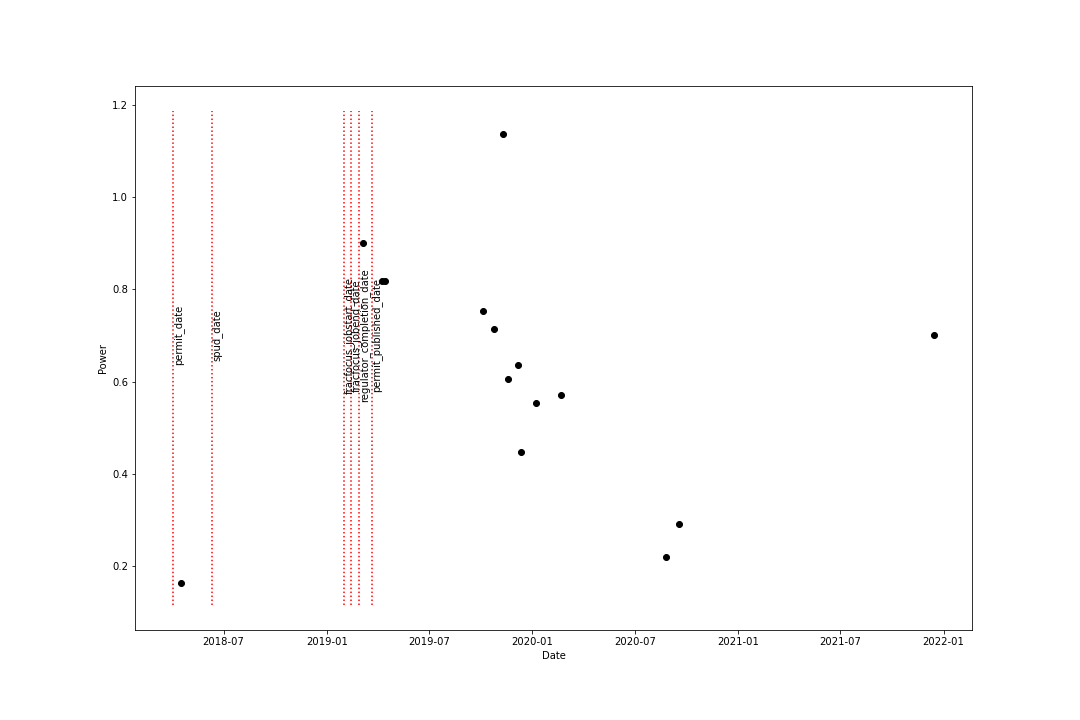 1.2
1.0
0.8
0.6
0.4
0.2
Power
permit_date
spud_date
fracfocus_jobstart_date
fracfocus_jobend_date
regulator_completion_date
permit_published_date
2018-07
2019-01
2019-07
2020-01
2020-07
2021-01
2021-07
2022-01
Date